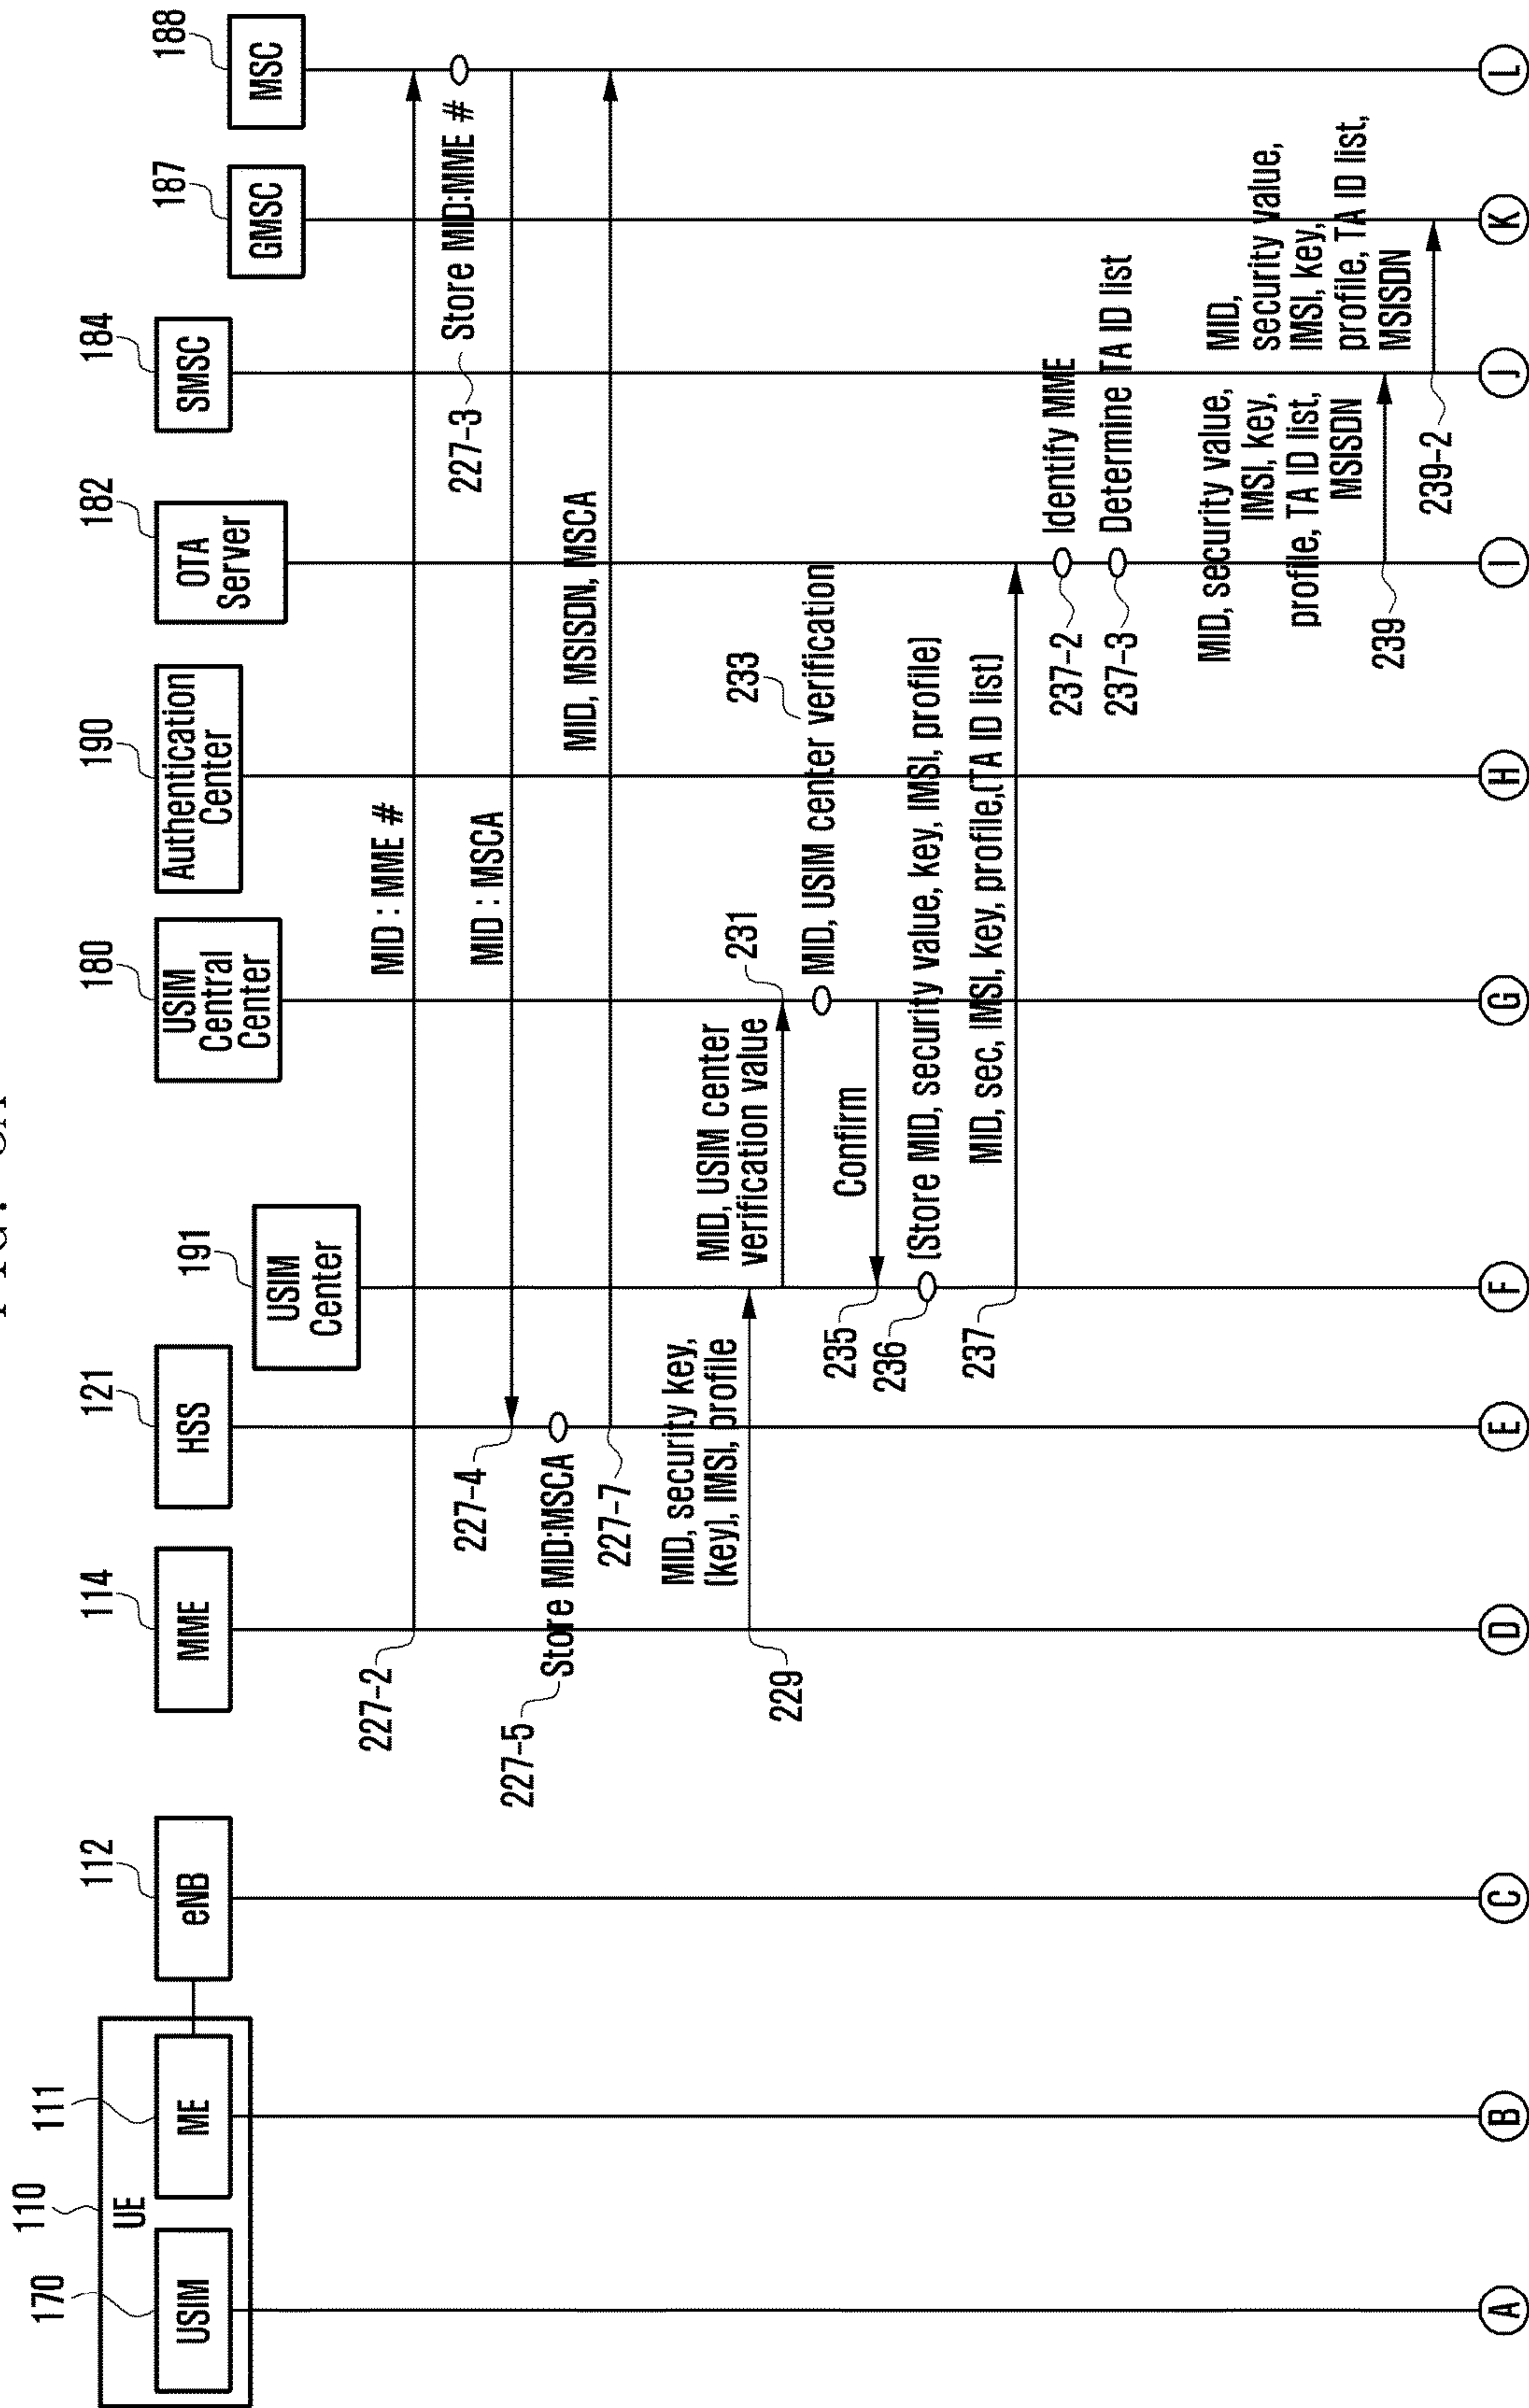 110
UE
170
USIM
111
ME
112
eNB
114
MME
121
HSS
191
USIM
Center
180
USIM
Central
Center
190
Authentication
Center
182
OTA
Server
184
SMSC
187
GMSC
188
MSC
227-2
MID : MME #
227-3
Store MID:MME #
227-4
MID : MSCA
227-5
Store MID:MSCA
227-7
MID, MSISDN, MSCA
229
MID, security key,
(key), IMSI, profile
MID, USIM center
verification value
231
MID, USIM center verification
233
Confirm
235
236
(Store MID, security value, key, IMSI, profile)
237
MID, sec, IMSI, key, profile,(TA ID list)
237-2
Identify MME
237-3
Determine TA ID list
MID, security value,
IMSI, key,
profile, TA ID list,
MSISDN
239
MID,
security value,
IMSI, key,
profile, TA ID list,
MSISDN
239-2
A
B
C
D
E
F
G
H
I
J
K
L